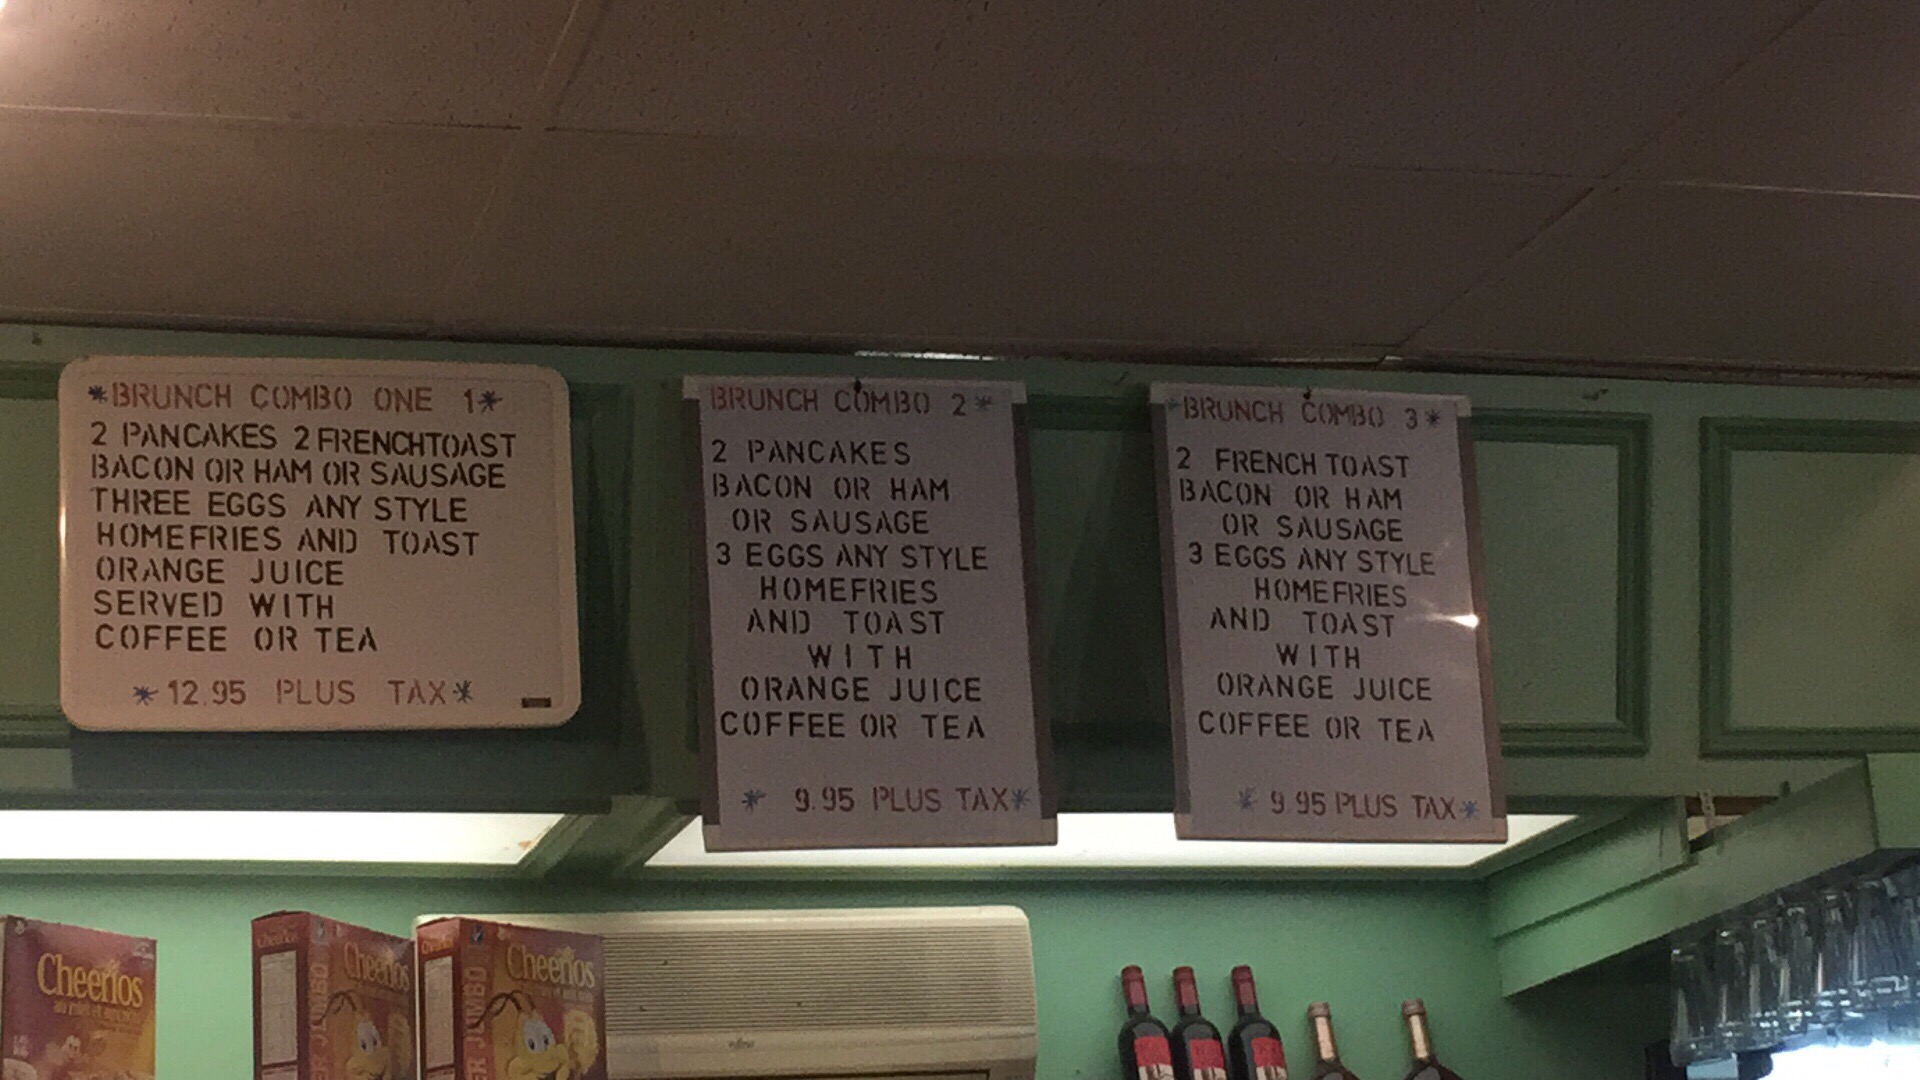 *BRUNCH COMBO ONE 1*
2 PANCAKES 2 FRENCHTOAST
BACON OR HAM OR SAUSAGE
THREE EGGS ANY STYLE
HOMEFRIES AND TOAST
ORANGE JUICE
SERVED WITH
COFFEE OR TEA
*12.95 PLUS TAX*
BRUNCH COMBO 2*
2 PANCAKES
BACON OR HAM
OR SAUSAGE
3 EGGS ANY STYLE
HOMEFRIES
AND TOAST
WITH
ORANGE JUICE
COFFEE OR TEA
* 9.95 PLUS TAX*
*BRUNCH COMBO 3*
2 FRENCH TOAST
BACON OR HAM
OR SAUSAGE
3 EGGS ANY STYLE
HOMEFRIES
AND TOAST
WITH
ORANGE JUICE
COFFEE OR TEA
* 9.95 PLUS TAX*
Cheerios
Cheerios
JUMBO
Cheerios
JUMBO